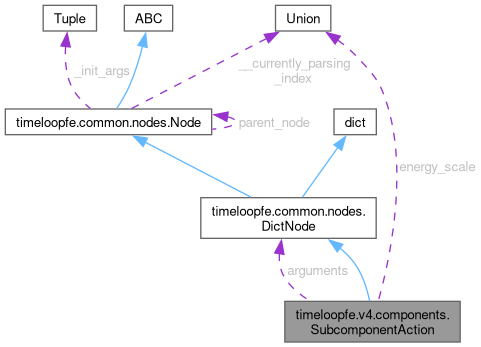 Tuple
ABC
Union
_init_args
__currently_parsing
_index
timeloopfe.common.nodes.Node
parent_node
dict
energy_scale
timeloopfe.common.nodes.
DictNode
arguments
timeloopfe.v4.components.
SubcomponentAction